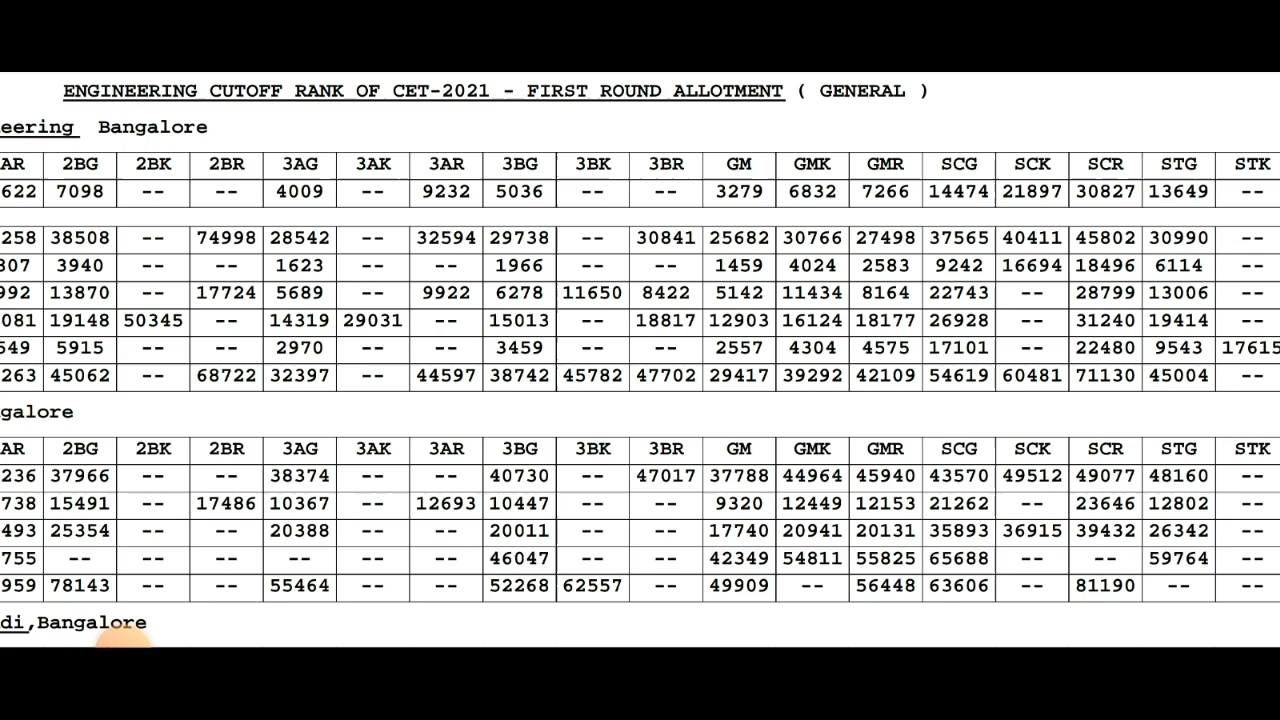 ENGINEERING CUTOFF RANK OF CET-2021 - FIRST ROUND ALLOTMENT ( GENERAL )
eering Bangalore
AR 2BG 2BK 2BR 3AG 3AK 3AR 3BG 3BK 3BR GM GMK GMR SCG SCK SCR STG STK
622 7098 -- -- 4009 -- 9232 5036 -- -- 3279 6832 7266 14474 21897 30827 13649 --
258 38508 -- 74998 28542 -- 32594 29738 -- 30841 25682 30766 27498 37565 40411 45802 30990 --
307 3940 -- -- 1623 -- -- 1966 -- -- 1459 4024 2583 9242 16694 18496 6114 --
992 13870 -- 17724 5689 -- 9922 6278 11650 8422 5142 11434 8164 22743 -- 28799 13006 --
081 19148 50345 -- 14319 29031 -- 15013 -- 18817 12903 16124 18177 26928 -- 31240 19414 --
549 5915 -- -- 2970 -- -- 3459 -- -- 2557 4304 4575 17101 -- 22480 9543 17615
263 45062 -- 68722 32397 -- 44597 38742 45782 47702 29417 39292 42109 54619 60481 71130 45004 --
galore
AR 2BG 2BK 2BR 3AG 3AK 3AR 3BG 3BK 3BR GM GMK GMR SCG SCK SCR STG STK
236 37966 -- -- 38374 -- -- 40730 -- 47017 37788 44964 45940 43570 49512 49077 48160 --
738 15491 -- 17486 10367 -- 12693 10447 -- -- 9320 12449 12153 21262 -- 23646 12802 --
493 25354 -- -- 20388 -- -- 20011 -- -- 17740 20941 20131 35893 36915 39432 26342 --
755 -- -- -- -- -- -- 46047 -- -- 42349 54811 55825 65688 -- -- 59764 --
959 78143 -- -- 55464 -- -- 52268 62557 -- 49909 -- 56448 63606 -- 81190 -- --
di,Bangalore